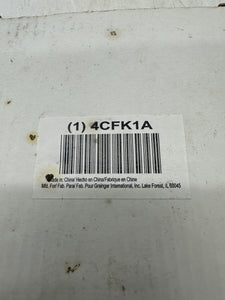 (1) 4CFK1A
Made in China/ Hecho en China/Fabriqué en Chine
Mfd. For/ Fab. Para/ Fab. Pour Grainger International, Inc. Lake Forest, IL 60045